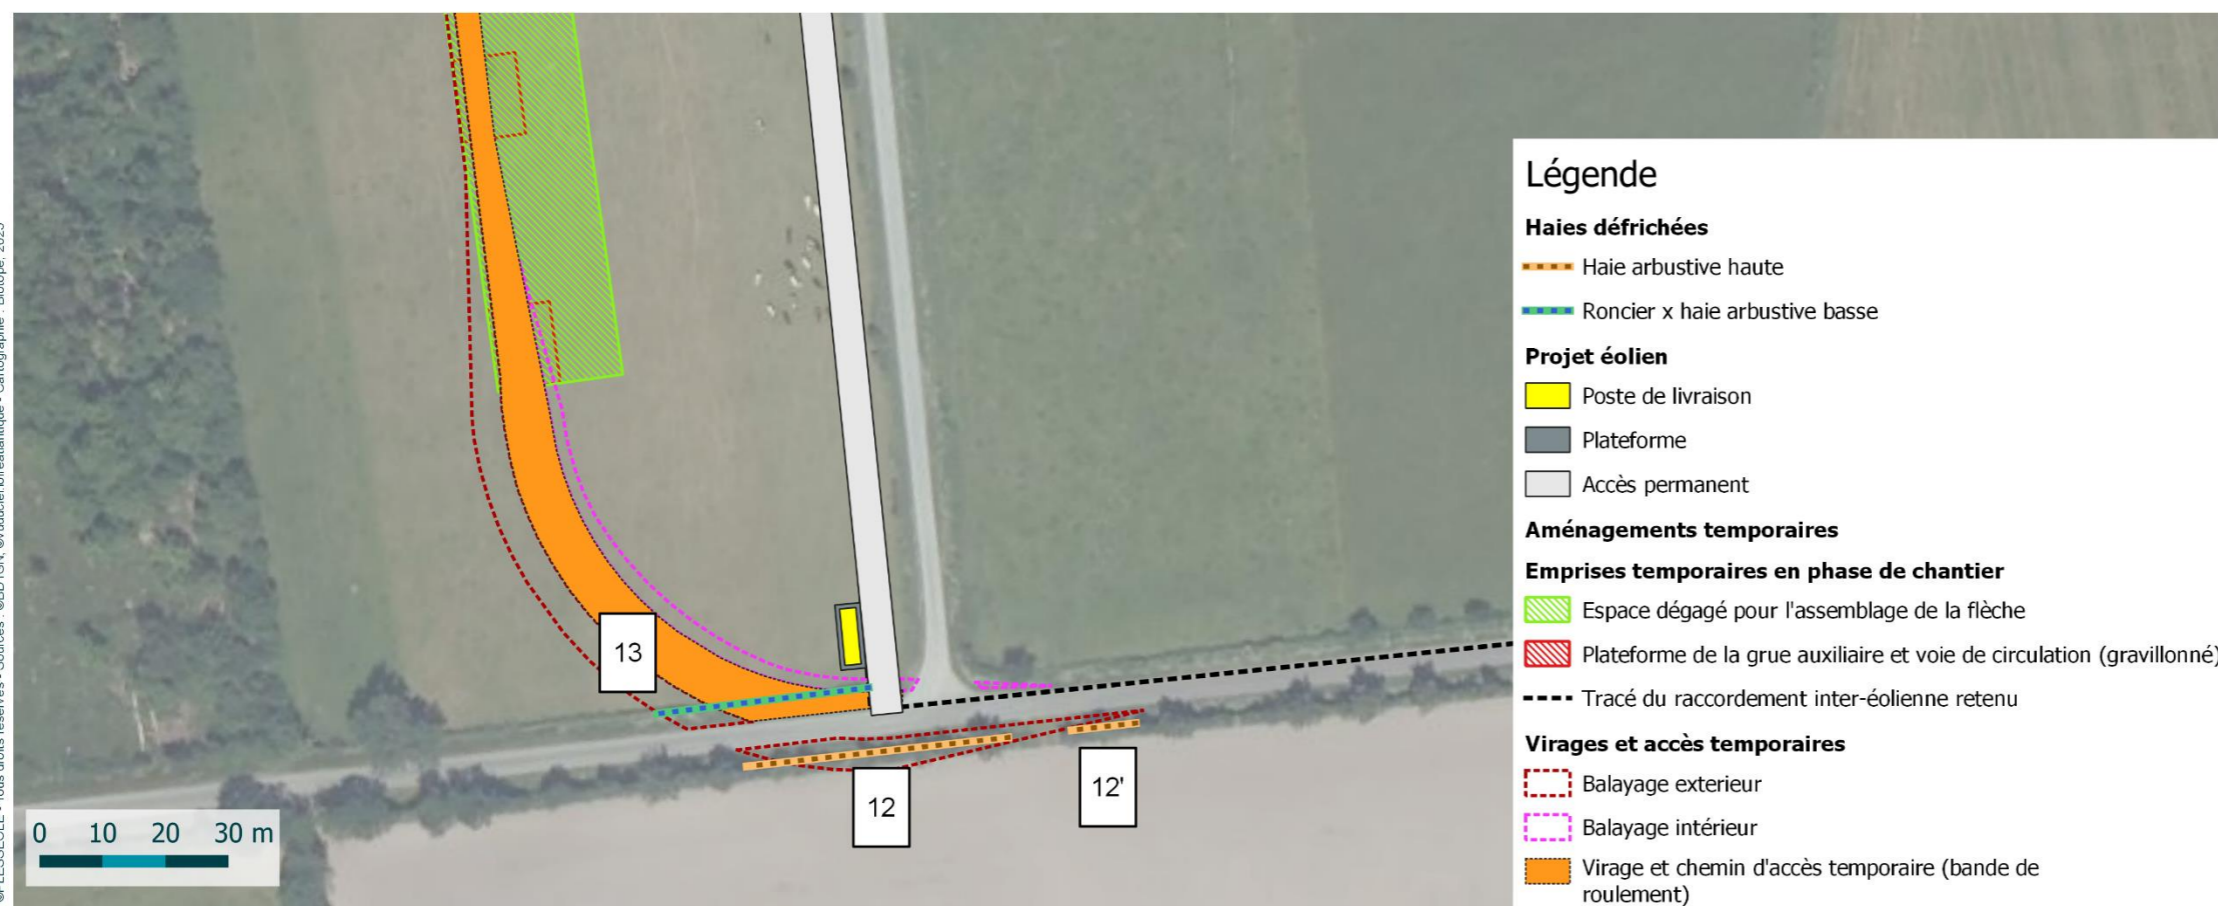 Légende
Haies défrichées
Haie arbustive haute
Roncier x haie arbustive basse
Projet éolien
Poste de livraison
Plateforme
Accès permanent
Aménagements temporaires
Emprises temporaires en phase de chantier
Espace dégagé pour l'assemblage de la flèche
Plateforme de la grue auxiliaire et voie de circulation (gravillonné)
Tracé du raccordement inter-éolienne retenu
Virages et accès temporaires
Balayage exterieur
Balayage intérieur
Virage et chemin d'accès temporaire (bande de
roulement)
13
12
12'
0 10 20 30 m